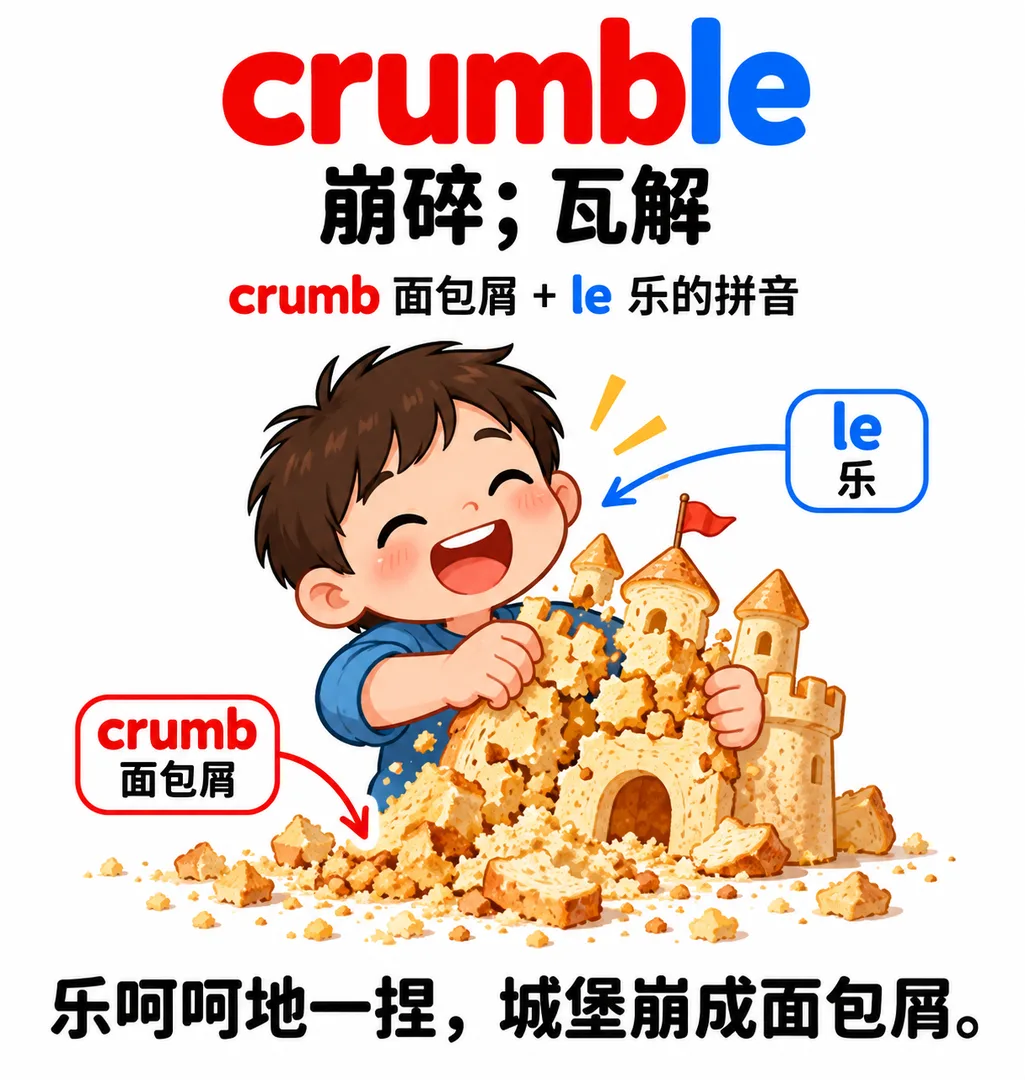 crumble
崩碎；瓦解
crumb 面包屑 + le 乐的拼音
le
乐
crumb
面包屑
乐呵呵地一捏，城堡崩成面包屑。